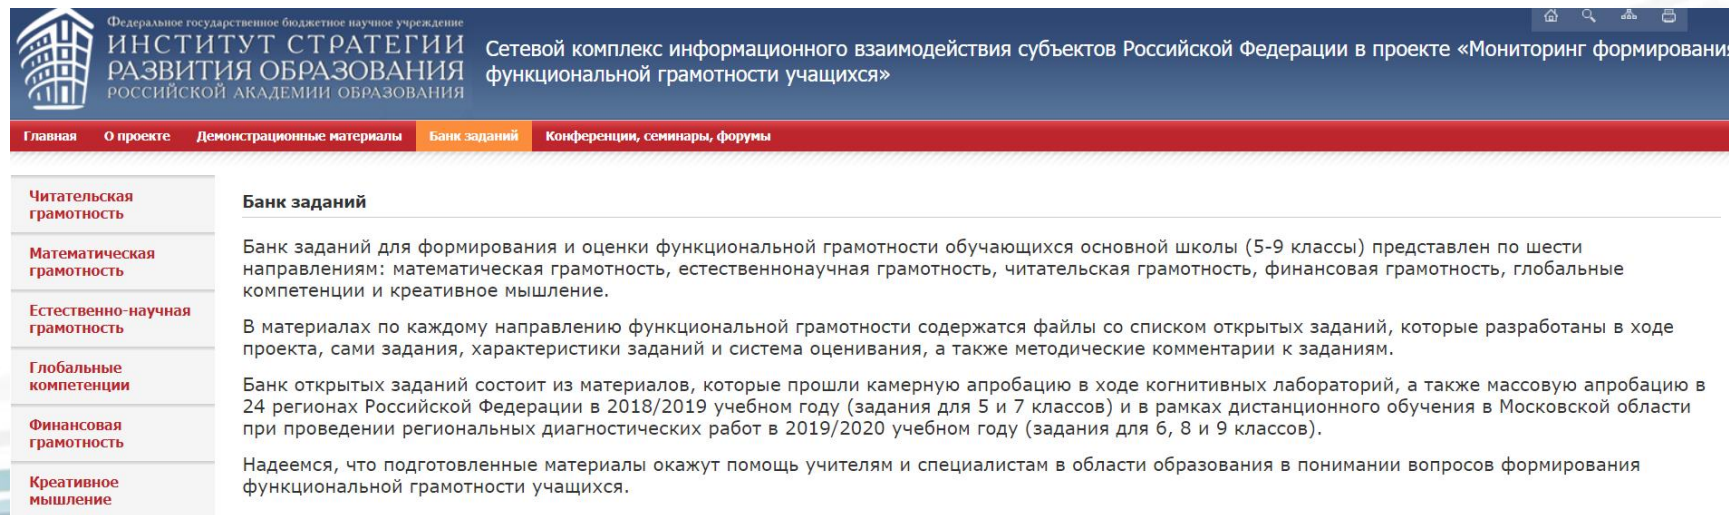 Федеральное государственное бюджетное научное учреждение
ИНСТИТУТ СТРАТЕГИИ
РАЗВИТИЯ ОБРАЗОВАНИЯ
РОССИЙСКОЙ АКАДЕМИИ ОБРАЗОВАНИЯ
Сетевой комплекс информационного взаимодействия субъектов Российской Федерации в проекте «Мониторинг формирования
функциональной грамотности учащихся»
Главная О проекте Демонстрационные материалы Банк заданий Конференции, семинары, форумы
Читательская
грамотность
Математическая
грамотность
Естественно-научная
грамотность
Глобальные
компетенции
Финансовая
грамотность
Креативное
мышление
Банк заданий
Банк заданий для формирования и оценки функциональной грамотности обучающихся основной школы (5-9 классы) представлен по шести
направлениям: математическая грамотность, естественнонаучная грамотность, читательская грамотность, финансовая грамотность, глобальные
компетенции и креативное мышление.
В материалах по каждому направлению функциональной грамотности содержатся файлы со списком открытых заданий, которые разработаны в ходе
проекта, сами задания, характеристики заданий и система оценивания, а также методические комментарии к заданиям.
Банк открытых заданий состоит из материалов, которые прошли камерную апробацию в ходе когнитивных лабораторий, а также массовую апробацию в
24 регионах Российской Федерации в 2018/2019 учебном году (задания для 5 и 7 классов) и в рамках дистанционного обучения в Московской области
при проведении региональных диагностических работ в 2019/2020 учебном году (задания для 6, 8 и 9 классов).
Надеемся, что подготовленные материалы окажут помощь учителям и специалистам в области образования в понимании вопросов формирования
функциональной грамотности учащихся.